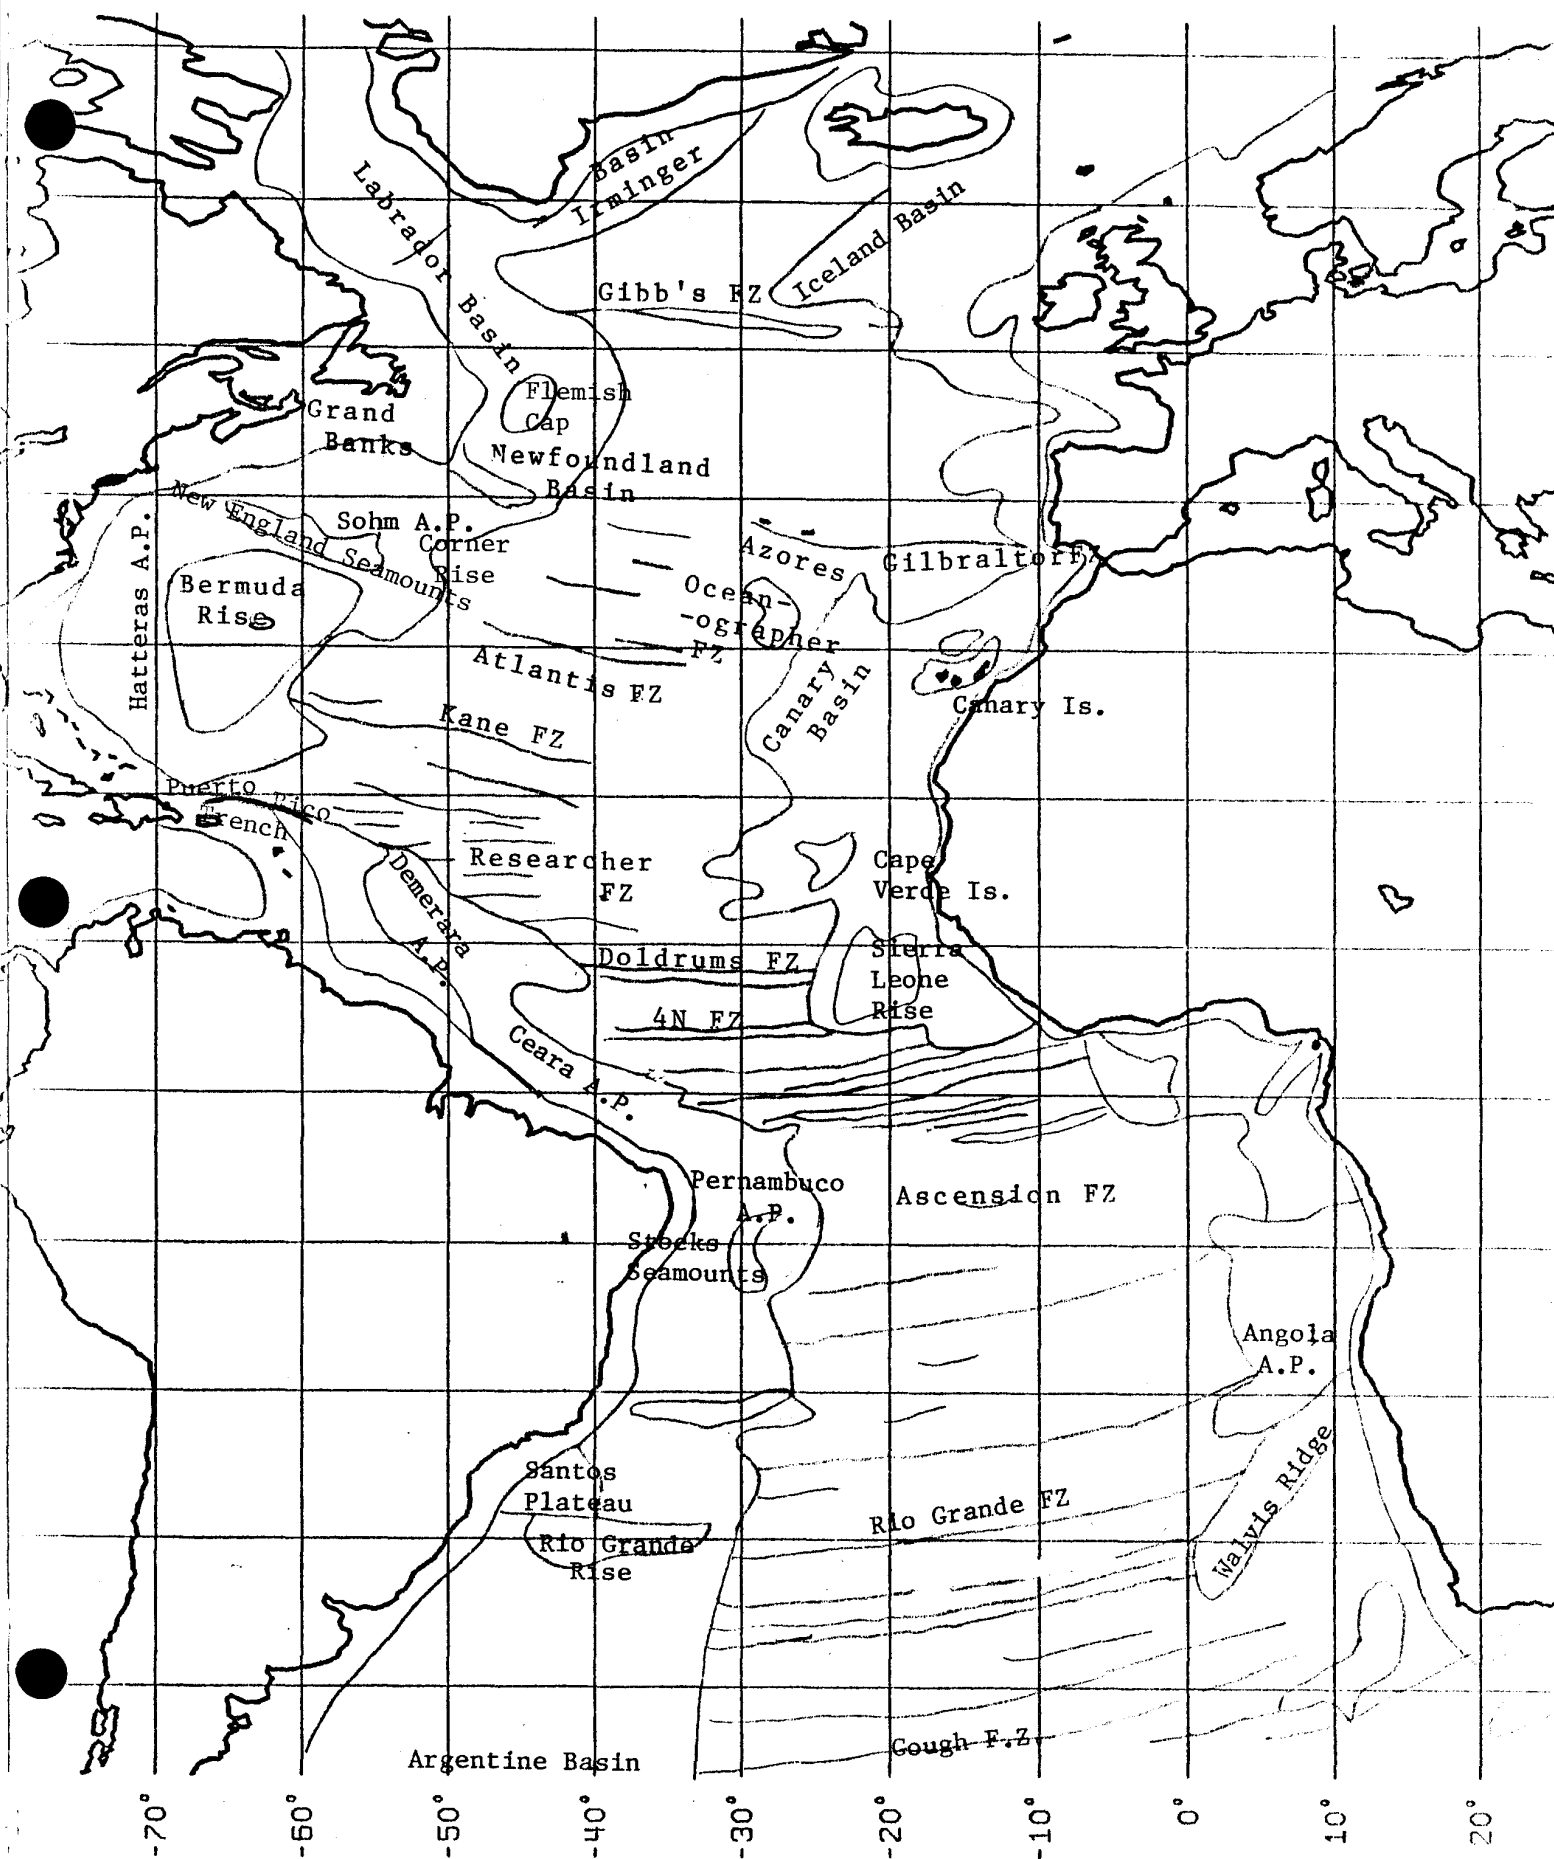 Labrador Basin
Basin
Irminger
Iceland Basin
Gibb's FZ
Flemish
Cap
Grand
Banks
Newfoundland
Basin
New England Seamounts
Sohm A.P.
Corner
Rise
Hatteras A.P.
Bermuda
Rise
Azores
Gilbraltor FZ
Ocean-
-ographer
FZ
Atlantis FZ
Canary
Basin
Canary Is.
Kane FZ
Puerto Rico
Trench
Demerara
A.P.
Researcher
FZ
Cape
Verde Is.
Doldrums FZ
Sierra
Leone
Rise
4N FZ
Ceara A.P.
Pernambuco
A.P.
Ascension FZ
Stocks
Seamounts
Angola
A.P.
Santos
Plateau
Rio Grande FZ
Walvis Ridge
Rio Grande
Rise
Argentine Basin
Gough F.Z.
-70°
-60°
-50°
-40°
-30°
-20°
-10°
0°
10°
20°